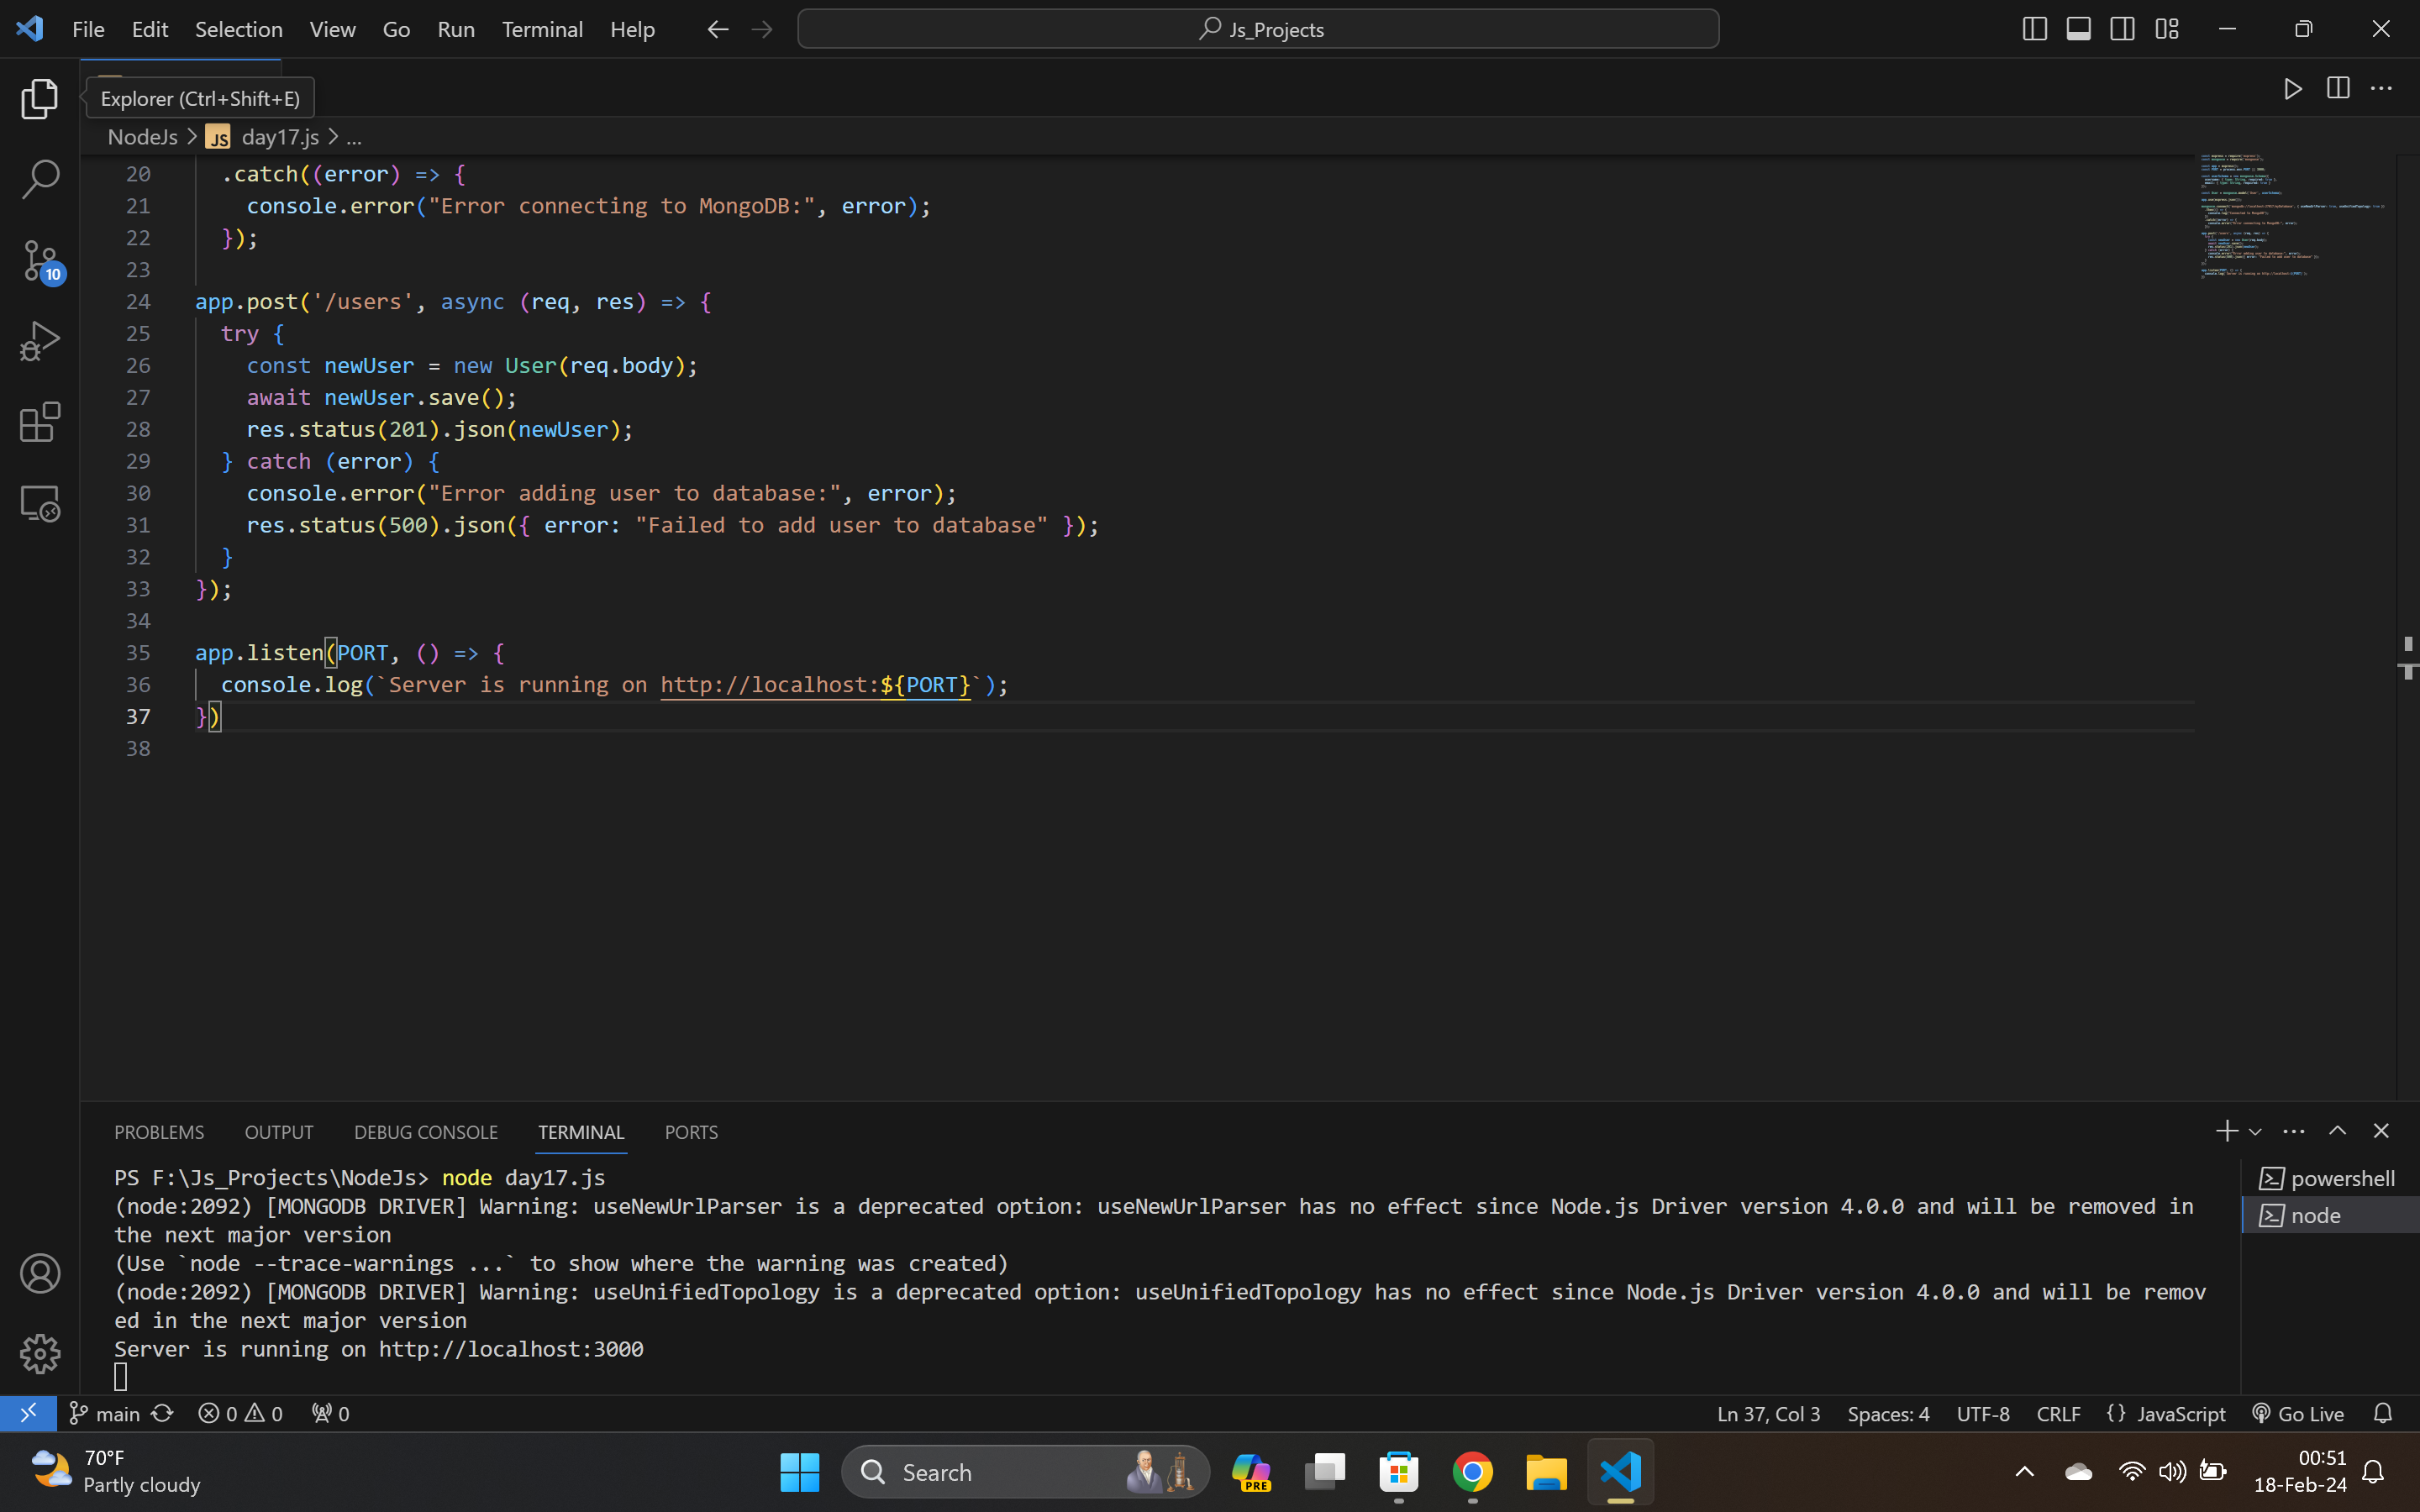 File Edit Selection View Go Run Terminal Help
Js_Projects
Explorer (Ctrl+Shift+E)
NodeJs > JS day17.js > ...
20 .catch((error) => {
21 console.error("Error connecting to MongoDB:", error);
22 });
23
24 app.post('/users', async (req, res) => {
25 try {
26 const newUser = new User(req.body);
27 await newUser.save();
28 res.status(201).json(newUser);
29 } catch (error) {
30 console.error("Error adding user to database:", error);
31 res.status(500).json({ error: "Failed to add user to database" });
32 }
33 });
34
35 app.listen(PORT, () => {
36 console.log(`Server is running on http://localhost:${PORT}`);
37 })
38
10
PROBLEMS OUTPUT DEBUG CONSOLE TERMINAL PORTS
PS F:\Js_Projects\NodeJs> node day17.js
(node:2092) [MONGODB DRIVER] Warning: useNewUrlParser is a deprecated option: useNewUrlParser has no effect since Node.js Driver version 4.0.0 and will be removed in
the next major version
(Use `node --trace-warnings ...` to show where the warning was created)
(node:2092) [MONGODB DRIVER] Warning: useUnifiedTopology is a deprecated option: useUnifiedTopology has no effect since Node.js Driver version 4.0.0 and will be remov
ed in the next major version
Server is running on http://localhost:3000
powershell
node
main 0 0 0 Ln 37, Col 3 Spaces: 4 UTF-8 CRLF {} JavaScript Go Live
70°F
Partly cloudy
Search
PRE
00:51
18-Feb-24